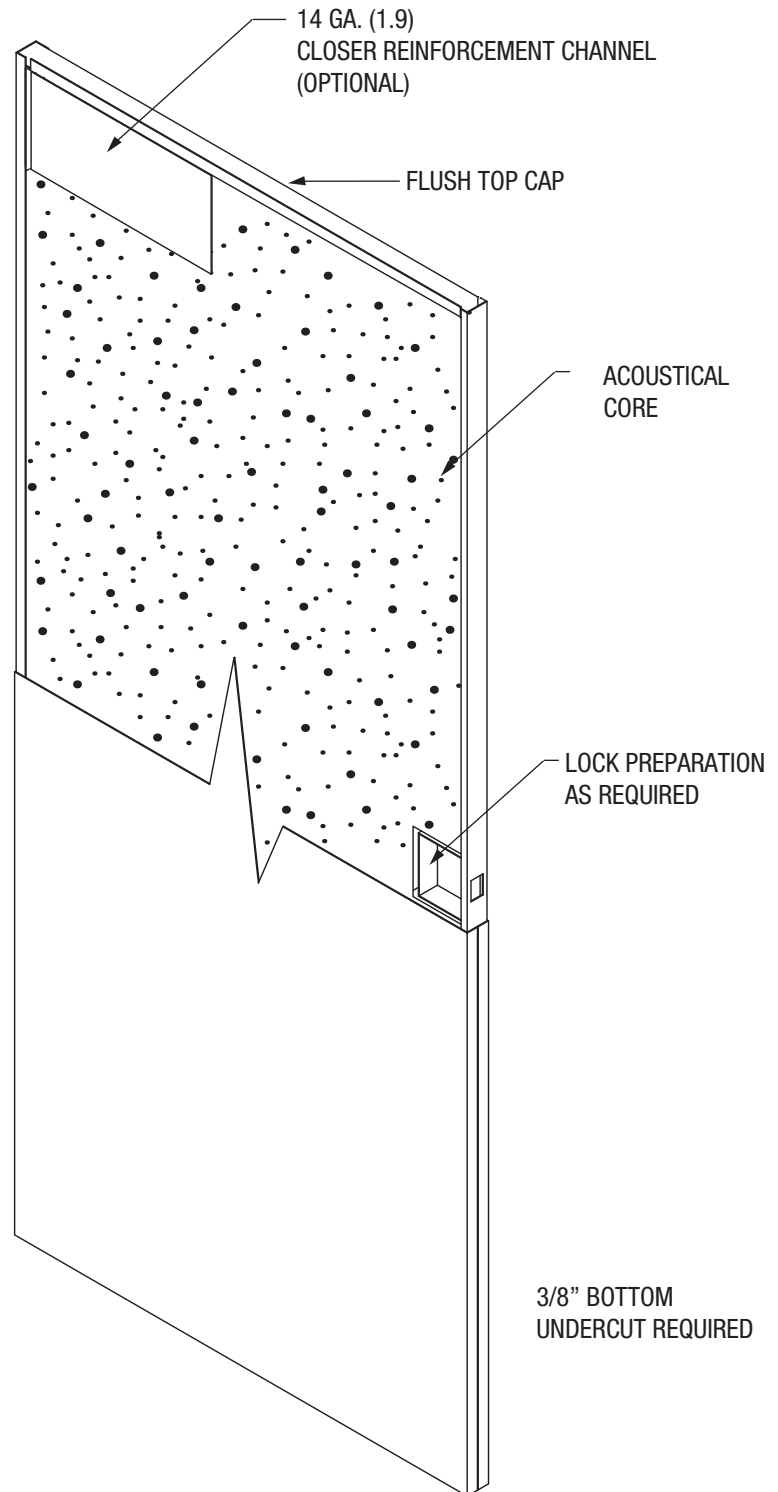 14 GA. (1.9)
CLOSER REINFORCEMENT CHANNEL
(OPTIONAL)
FLUSH TOP CAP
ACOUSTICAL
CORE
LOCK PREPARATION
AS REQUIRED
3/8” BOTTOM
UNDERCUT REQUIRED